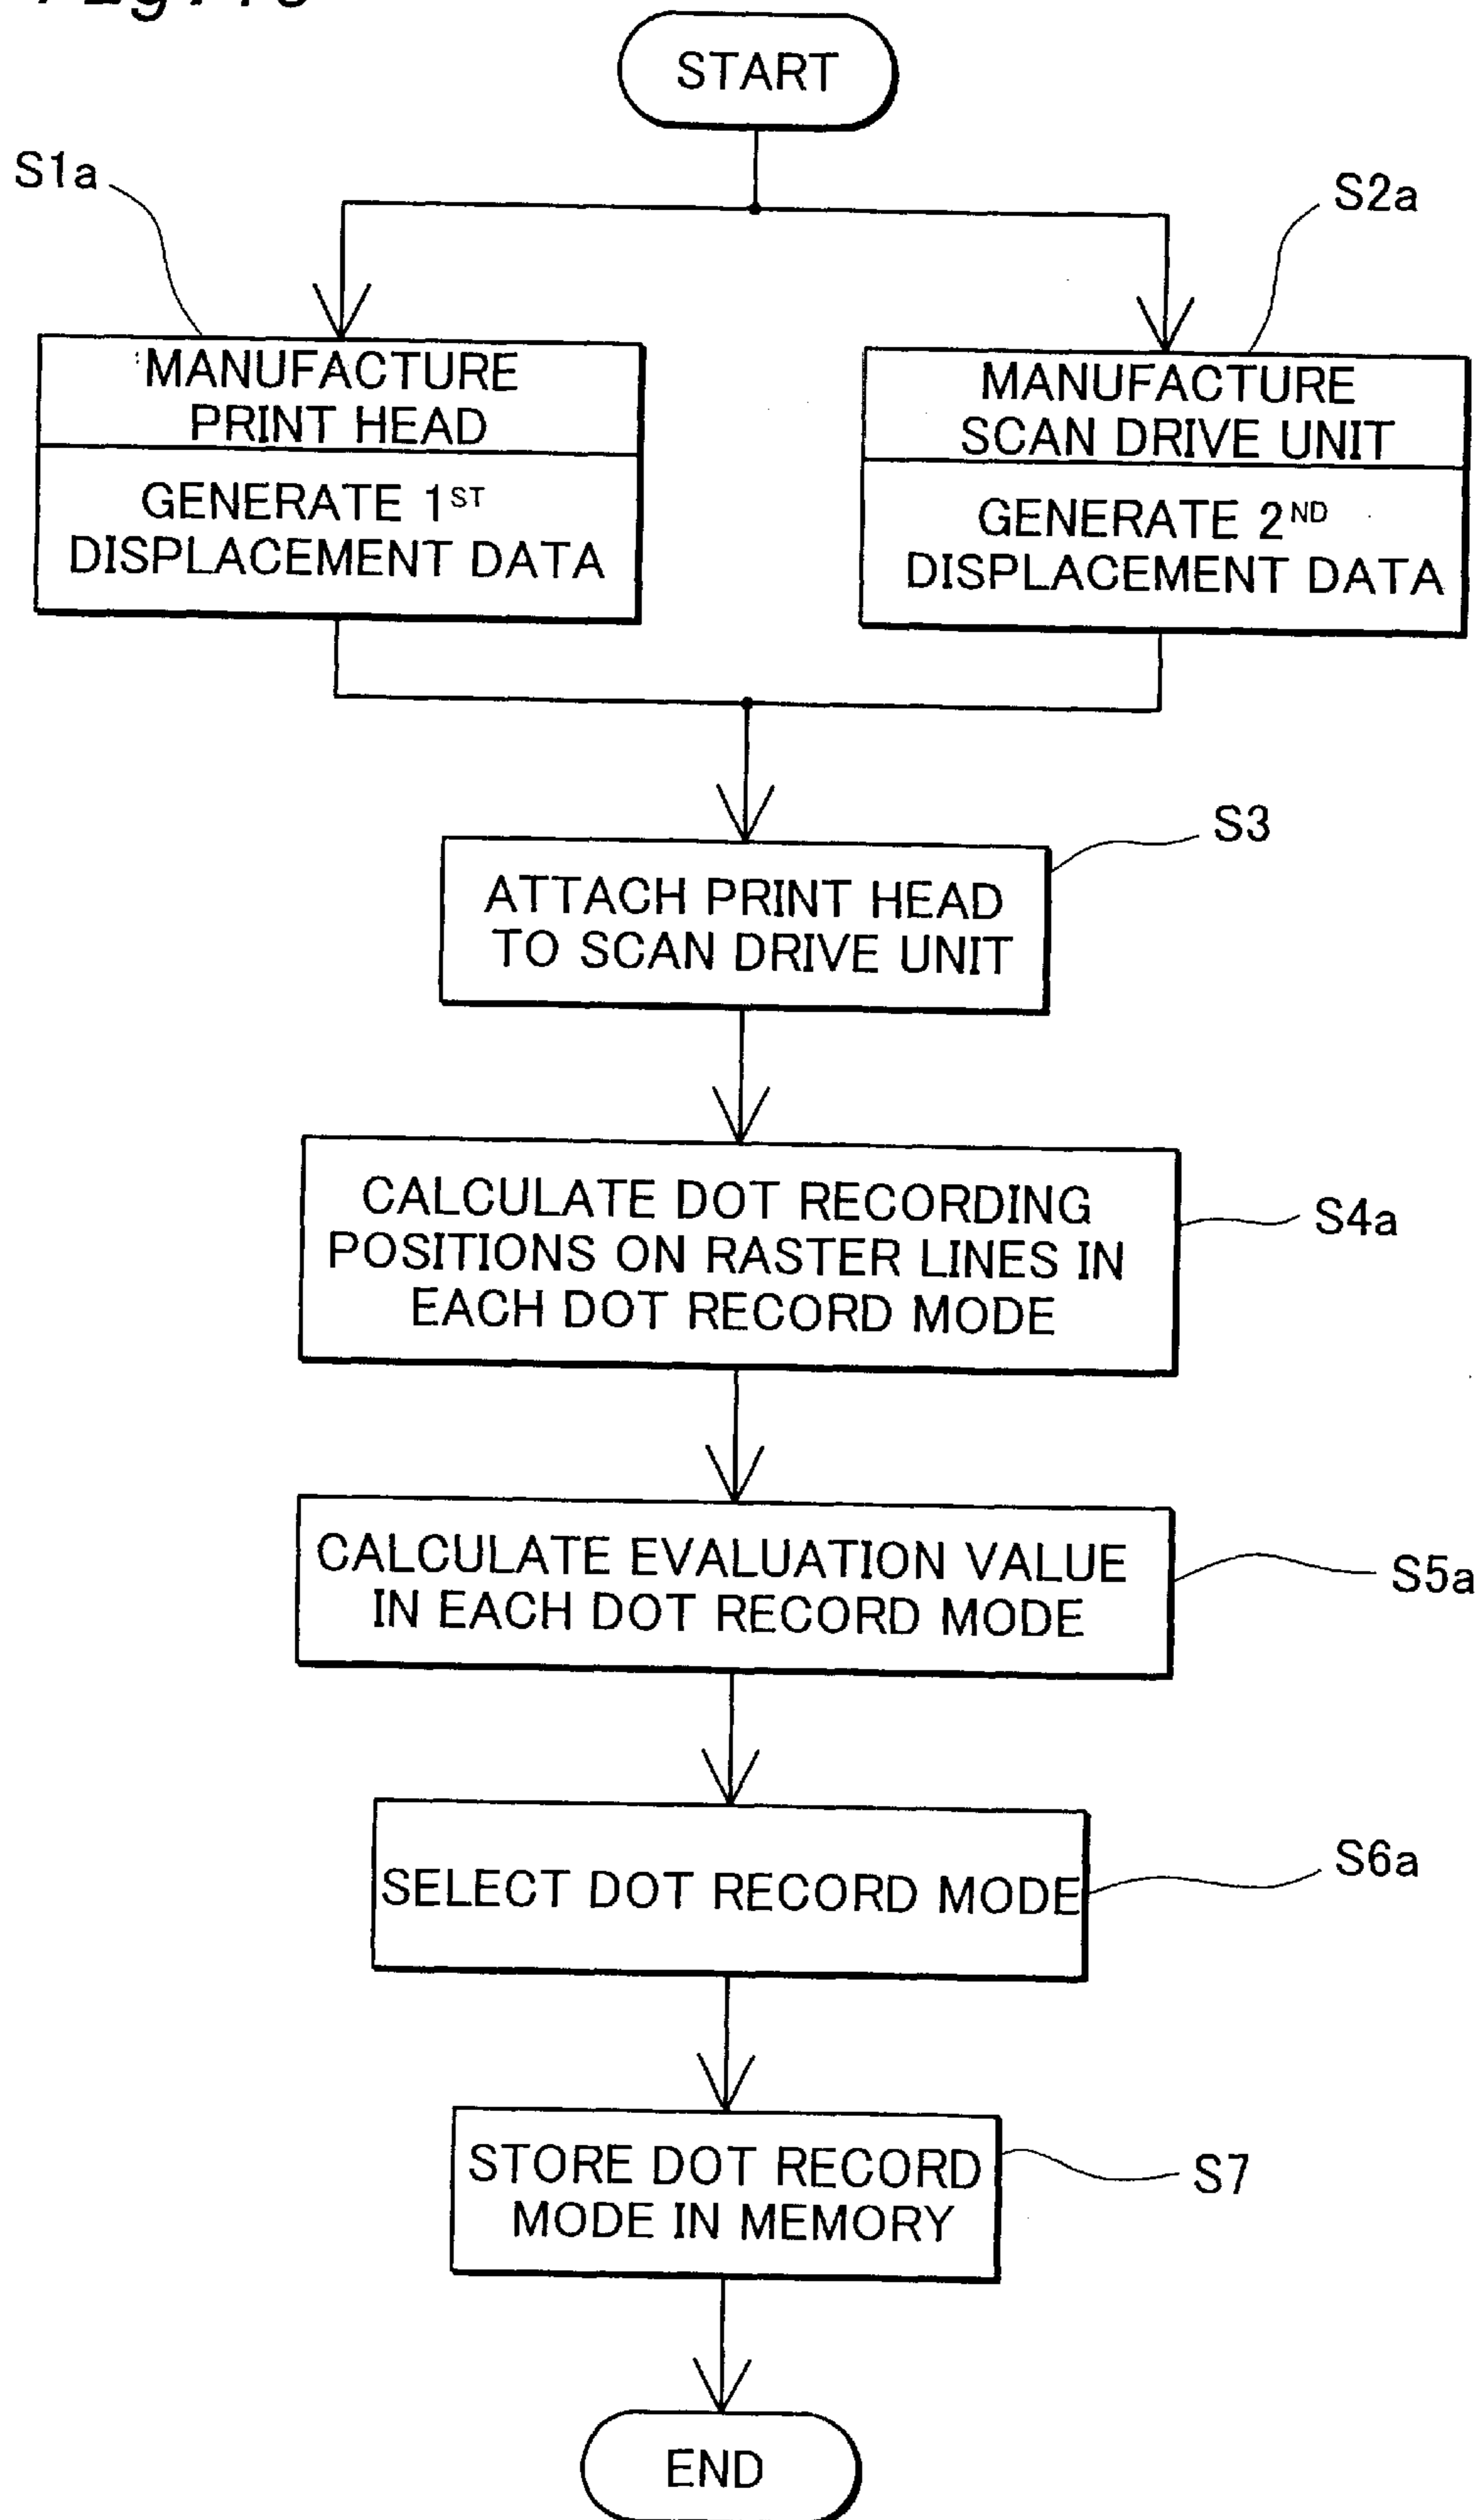 START
S1a
S2a
MANUFACTURE
PRINT HEAD
GENERATE 1ST
DISPLACEMENT DATA
MANUFACTURE
SCAN DRIVE UNIT
GENERATE 2ND
DISPLACEMENT DATA
S3
ATTACH PRINT HEAD
TO SCAN DRIVE UNIT
CALCULATE DOT RECORDING
POSITIONS ON RASTER LINES IN
EACH DOT RECORD MODE
S4a
CALCULATE EVALUATION VALUE
IN EACH DOT RECORD MODE
S5a
SELECT DOT RECORD MODE
S6a
STORE DOT RECORD
MODE IN MEMORY
S7
END